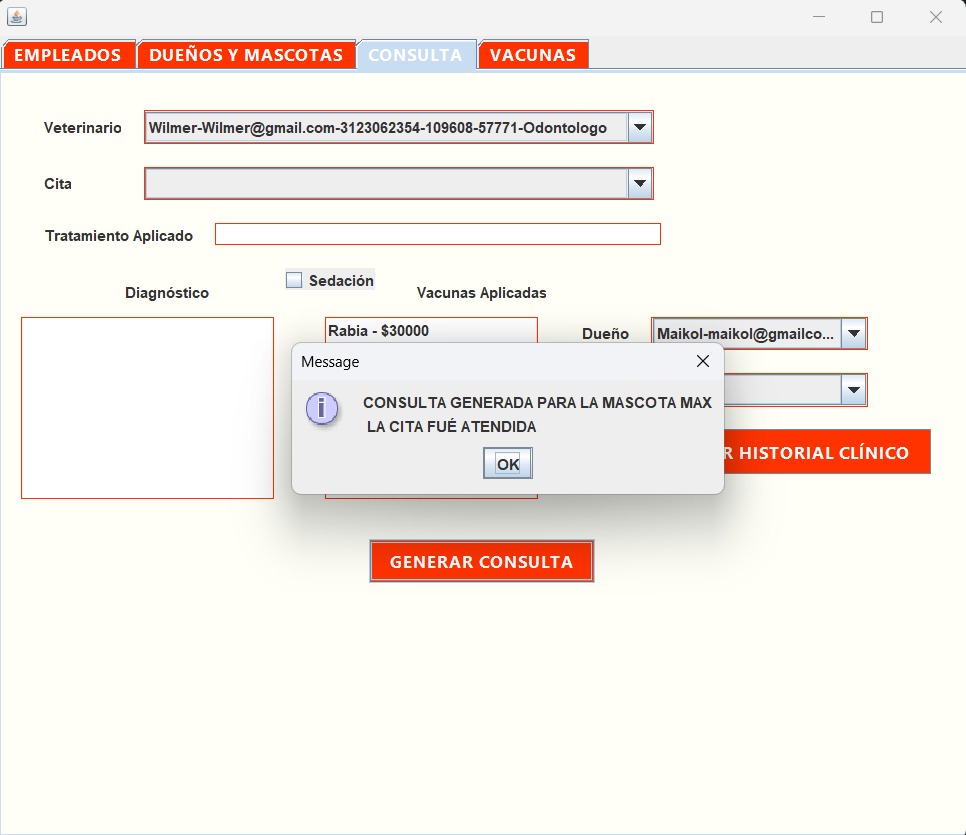 EMPLEADOS
DUEÑOS Y MASCOTAS
CONSULTA
VACUNAS
Veterinario
Wilmer-Wilmer@gmail.com-3123062354-109608-57771-Odontologo
Cita
Tratamiento Aplicado
Sedación
Diagnóstico
Vacunas Aplicadas
Rabia - $30000
Dueño
Maikol-maikol@gmailco...
Message
CONSULTA GENERADA PARA LA MASCOTA MAX
LA CITA FUÉ ATENDIDA
OK
R HISTORIAL CLÍNICO
GENERAR CONSULTA